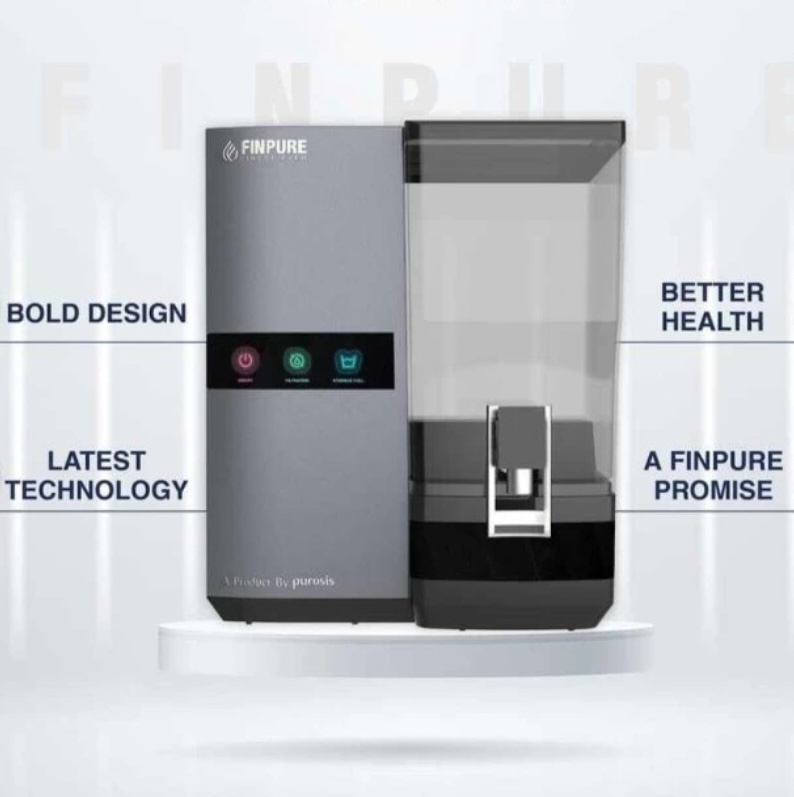 FINPURE
FINPURE
BOLD DESIGN
BETTER
HEALTH
LATEST
TECHNOLOGY
A FINPURE
PROMISE
A Product By purosis